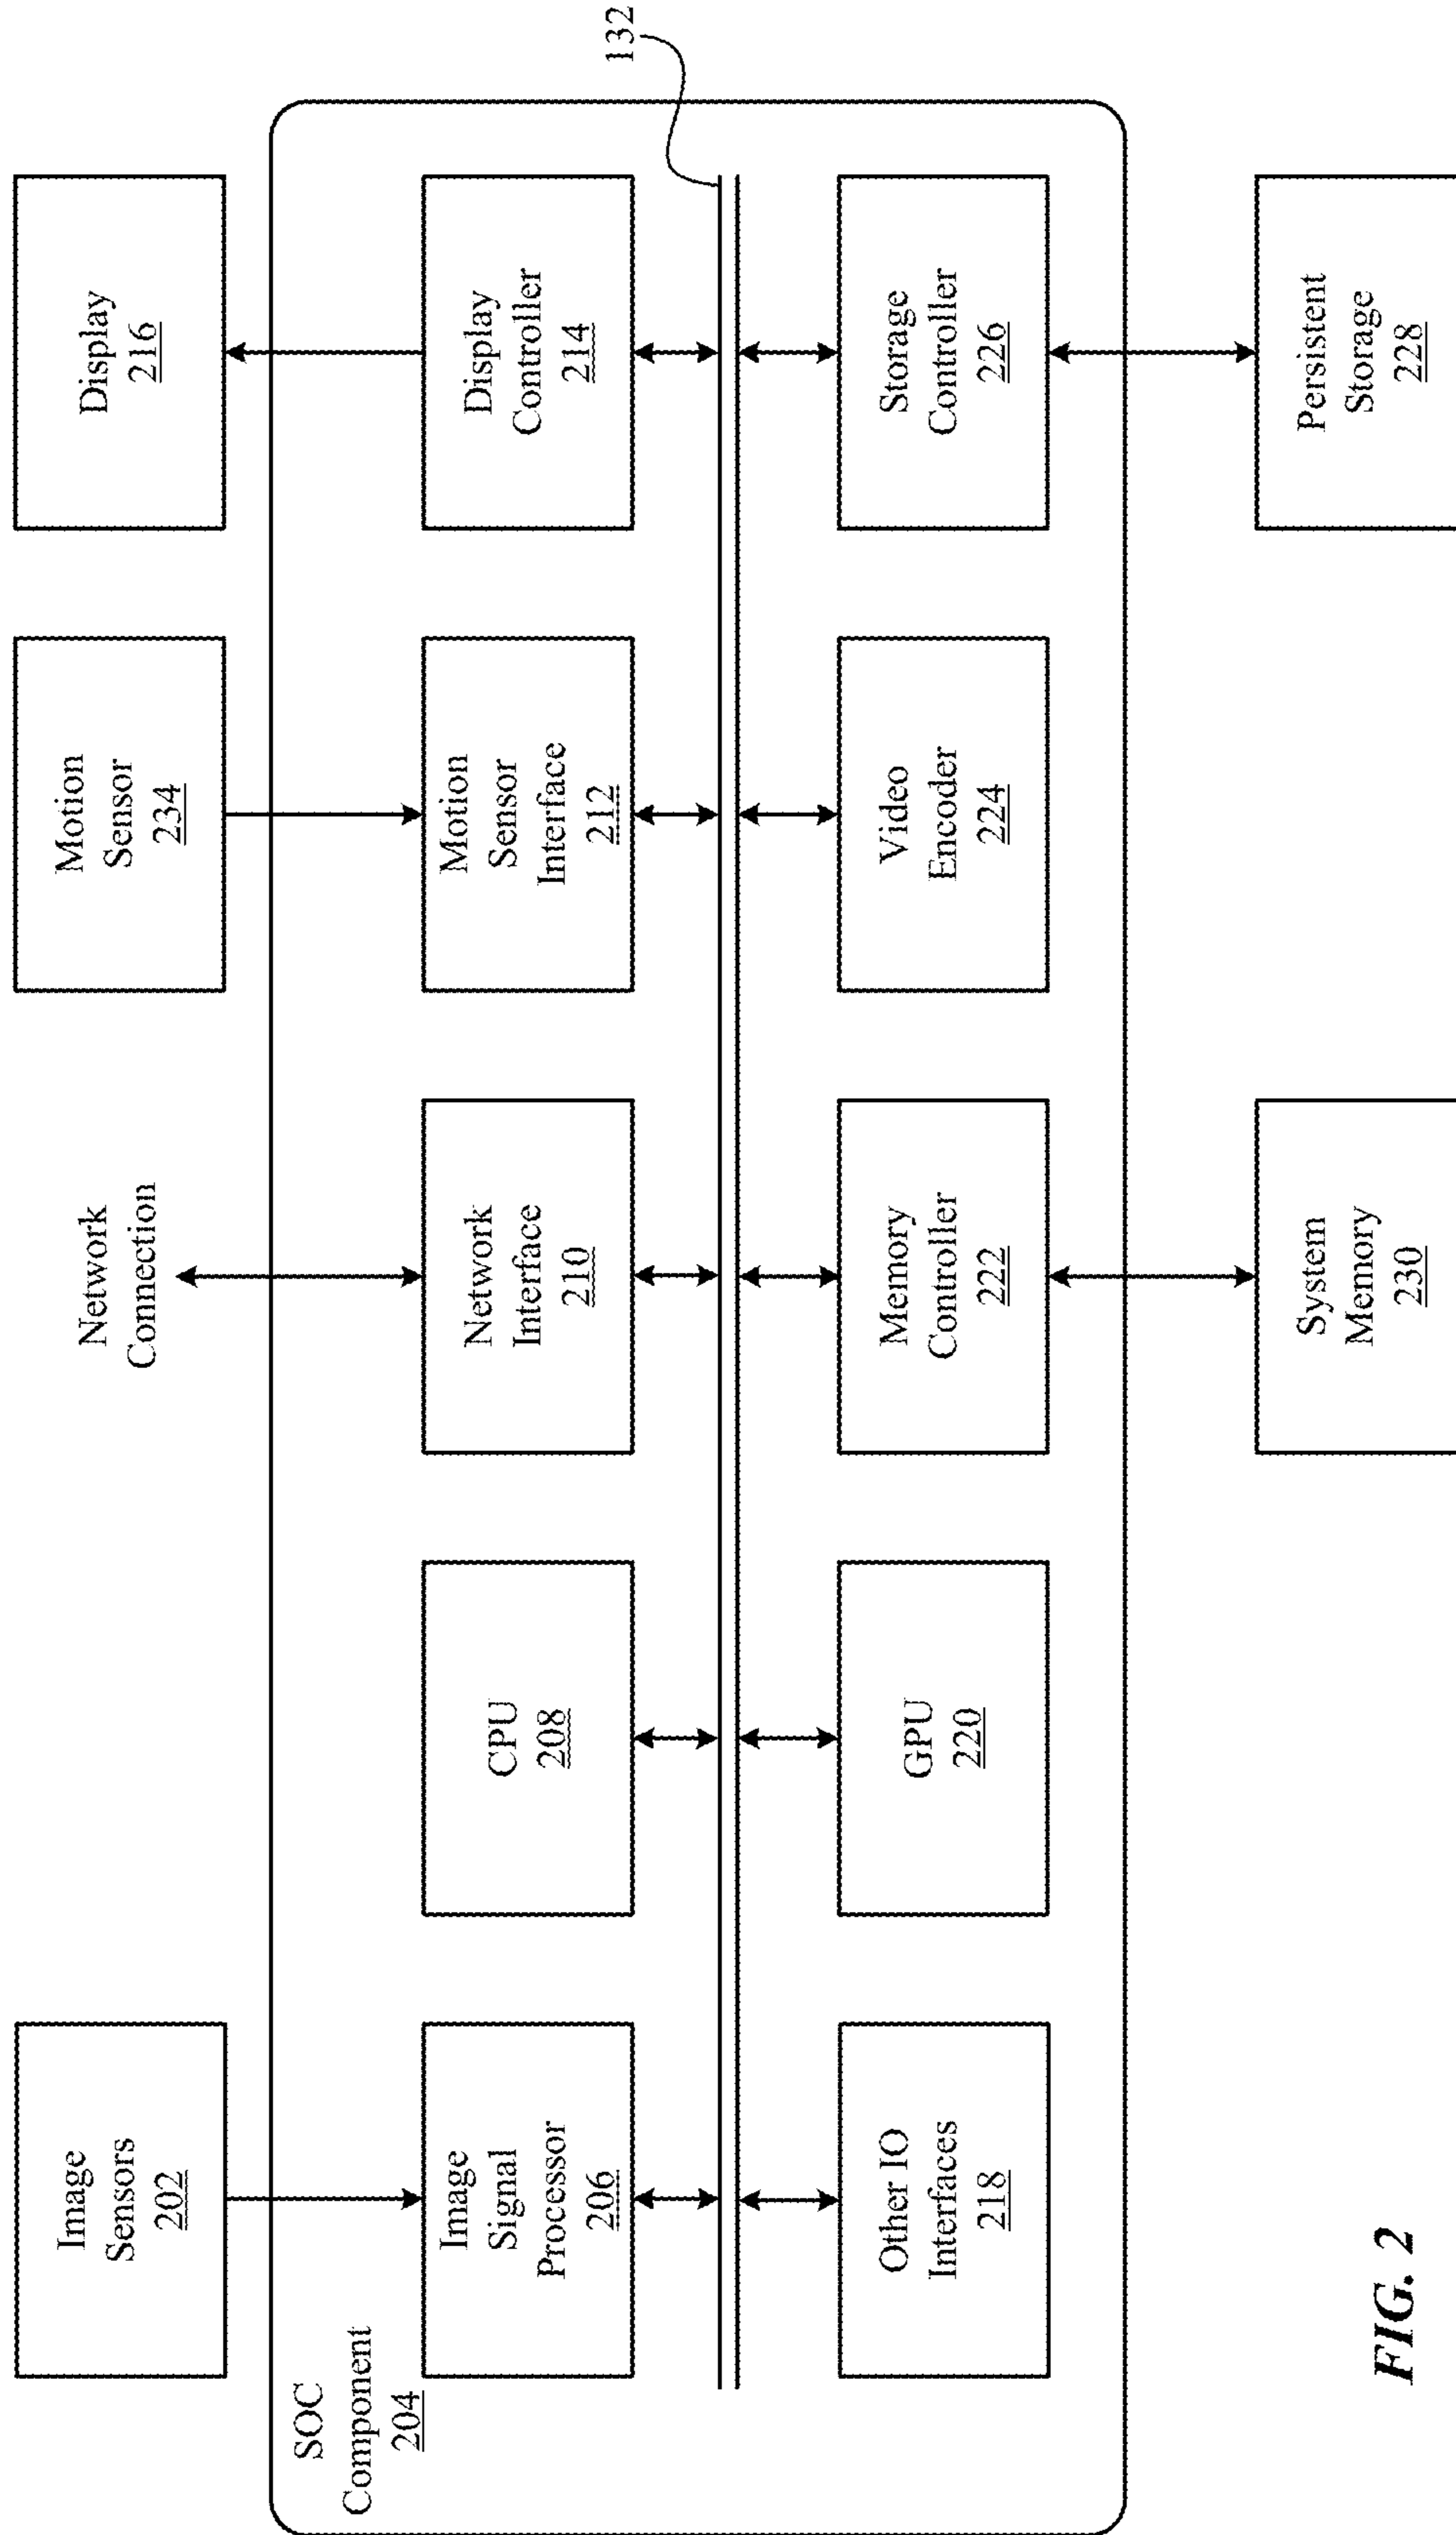 Image
Sensors
202
Network
Connection
Motion
Sensor
234
Display
216
SOC
Component
204
Image
Signal
Processor
206
CPU
208
Network
Interface
210
Motion
Sensor
Interface
212
Display
Controller
214
132
Other IO
Interfaces
218
GPU
220
Memory
Controller
222
Video
Encoder
224
Storage
Controller
226
System
Memory
230
Persistent
Storage
228
FIG. 2